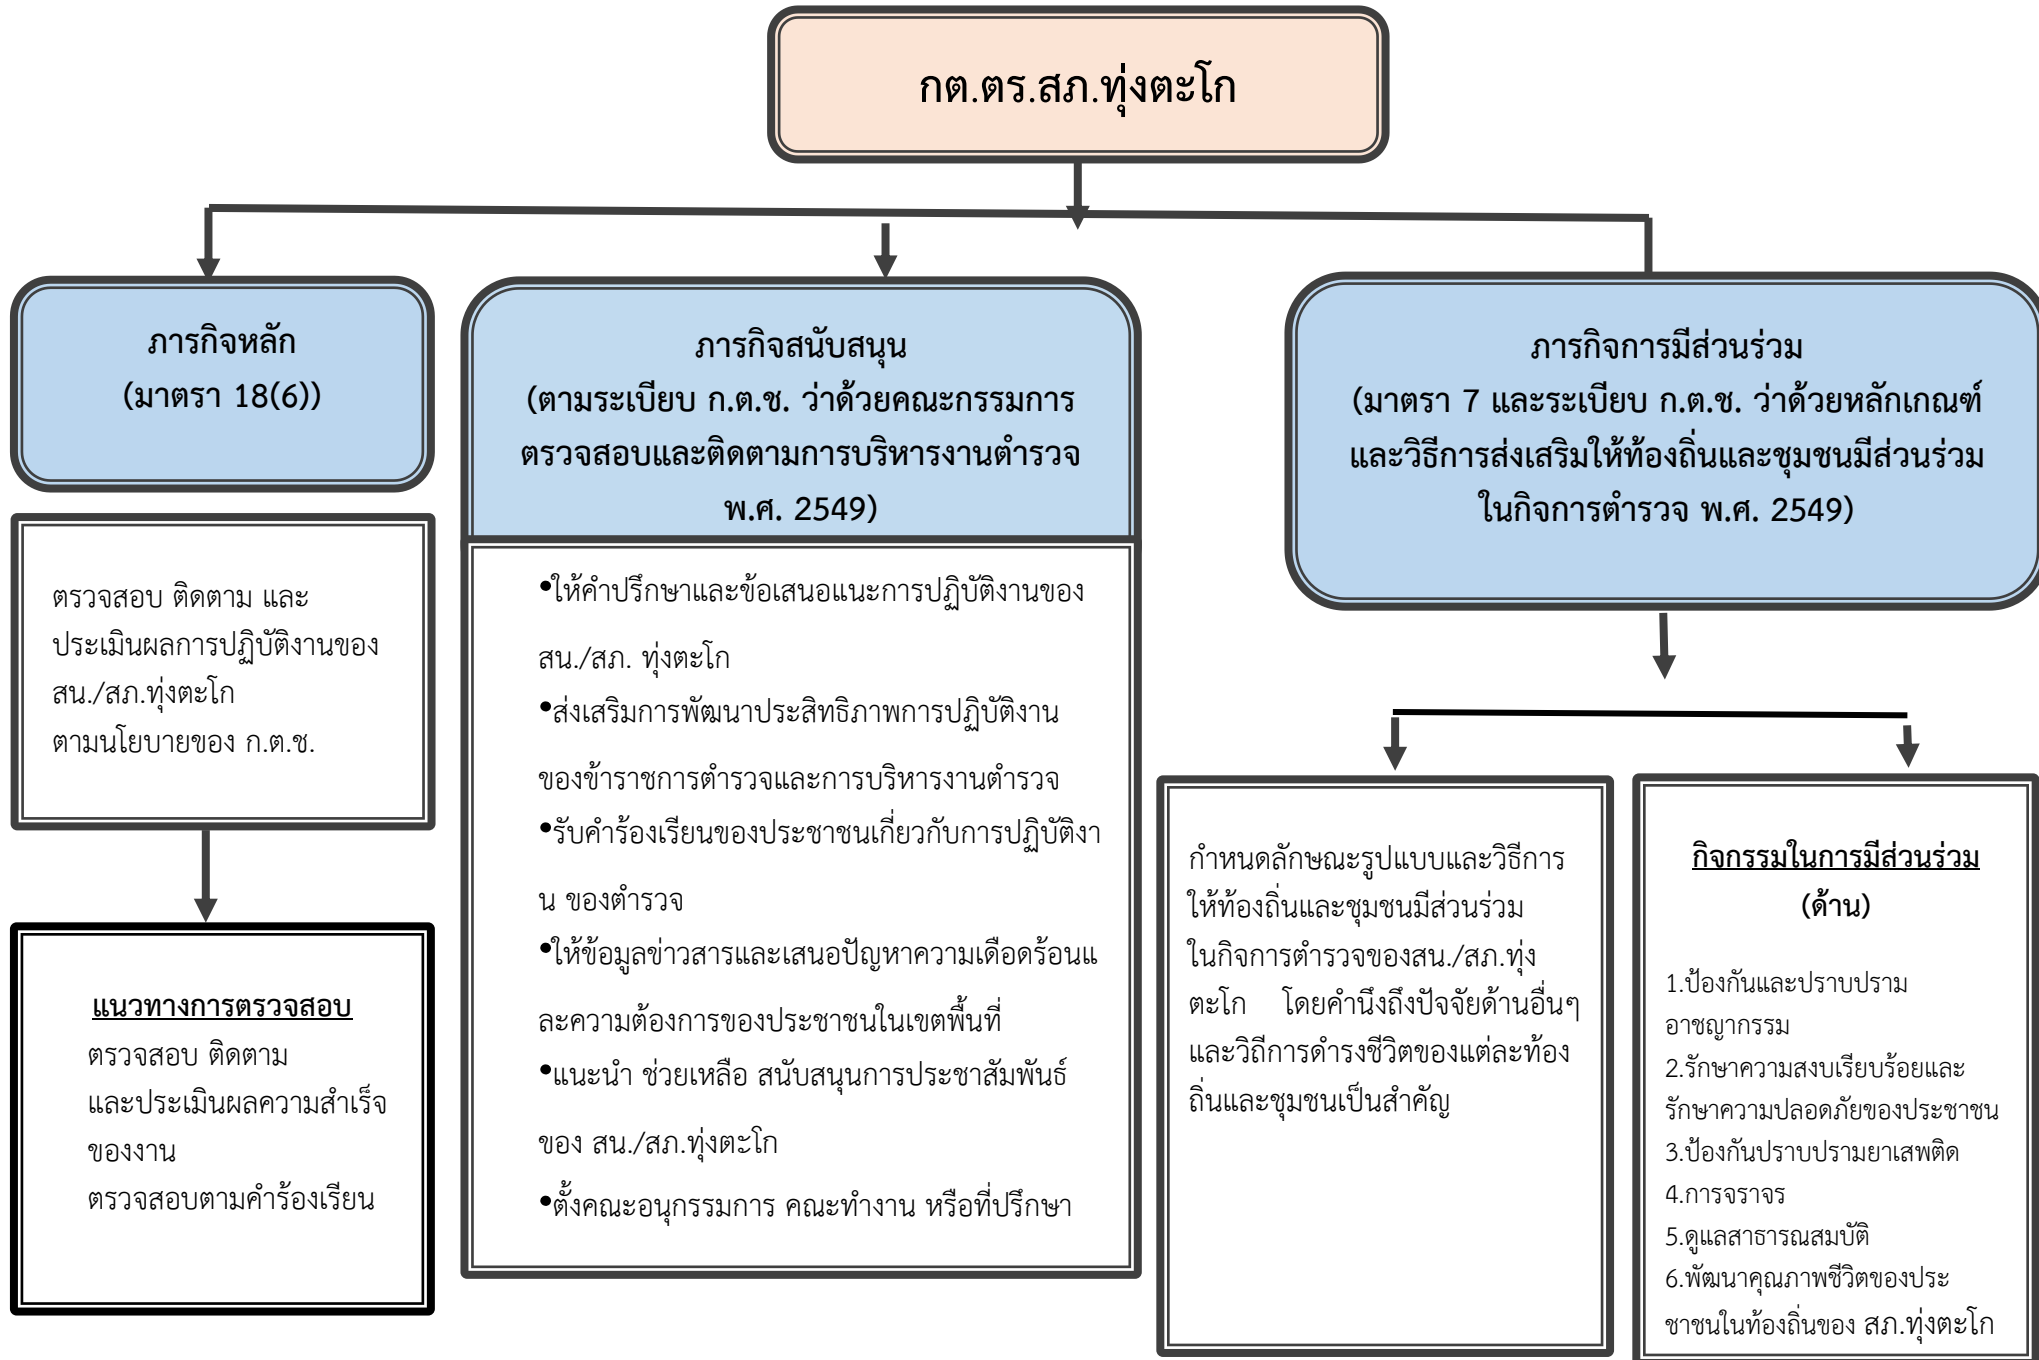 กต.ตร.สภ.ทุ่งตะโก
ภารกิจหลัก
(มาตรา 18(6))
ตรวจสอบ ติดตาม และ
ประเมินผลการปฏิบัติงานของ
สน./สภ.ทุ่งตะโก
ตามนโยบายของ ก.ต.ช.
แนวทางการตรวจสอบ
ตรวจสอบ ติดตาม
และประเมินผลความสำเร็จ
ของงาน
ตรวจสอบตามคำร้องเรียน
ภารกิจสนับสนุน
(ตามระเบียบ ก.ต.ช. ว่าด้วยคณะกรรมการ
ตรวจสอบและติดตามการบริหารงานตำรวจ
พ.ศ. 2549)
•ให้คำปรึกษาและข้อเสนอแนะการปฏิบัติงานของ
สน./สภ. ทุ่งตะโก
•ส่งเสริมการพัฒนาประสิทธิภาพการปฏิบัติงาน
ของข้าราชการตำรวจและการบริหารงานตำรวจ
•รับคำร้องเรียนของประชาชนเกี่ยวกับการปฏิบัติงา
น ของตำรวจ
•ให้ข้อมูลข่าวสารและเสนอปัญหาความเดือดร้อนแ
ละความต้องการของประชาชนในเขตพื้นที่
•แนะนำ ช่วยเหลือ สนับสนุนการประชาสัมพันธ์
ของ สน./สภ.ทุ่งตะโก
•ตั้งคณะอนุกรรมการ คณะทำงาน หรือที่ปรึกษา
ภารกิจการมีส่วนร่วม
(มาตรา 7 และระเบียบ ก.ต.ช. ว่าด้วยหลักเกณฑ์
และวิธีการส่งเสริมให้ท้องถิ่นและชุมชนมีส่วนร่วม
ในกิจการตำรวจ พ.ศ. 2549)
กำหนดลักษณะรูปแบบและวิธีการ
ให้ท้องถิ่นและชุมชนมีส่วนร่วม
ในกิจการตำรวจของสน./สภ.ทุ่ง
ตะโก โดยคำนึงถึงปัจจัยด้านอื่นๆ
และวิถีการดำรงชีวิตของแต่ละท้อง
ถิ่นและชุมชนเป็นสำคัญ
กิจกรรมในการมีส่วนร่วม
(ด้าน)
1.ป้องกันและปราบปราม
อาชญากรรม
2.รักษาความสงบเรียบร้อยและ
รักษาความปลอดภัยของประชาชน
3.ป้องกันปราบปรามยาเสพติด
4.การจราจร
5.ดูแลสาธารณสมบัติ
6.พัฒนาคุณภาพชีวิตของประ
ชาชนในท้องถิ่นของ สภ.ทุ่งตะโก